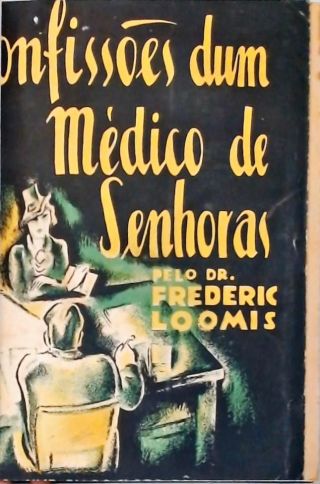 onfissões dum
Médico de
Senhoras
PELO DR.
FREDERIC
LOOMIS